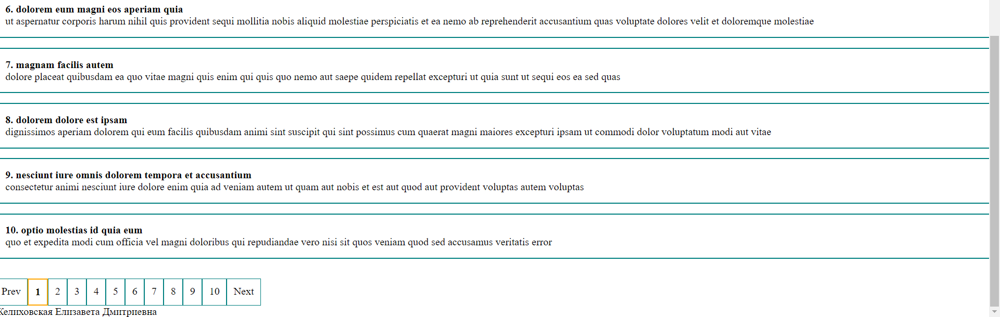 6. dolorem eum magni eos aperiam quia
ut aspernatur corporis harum nihil quis provident sequi mollitia nobis aliquid molestiae perspiciatis et ea nemo ab reprehenderit accusantium quas voluptate dolores velit et doloremque molestiae
7. magnam facilis autem
dolore placeat quibusdam ea quo vitae magni quis enim qui quis quo nemo aut saepe quidem repellat excepturi ut quia sunt ut sequi eos ea sed quas
8. dolorem dolore est ipsam
dignissimos aperiam dolorem qui eum facilis quibusdam animi sint suscipit qui sint possimus cum quaerat magni maiores excepturi ipsam ut commodi dolor voluptatum modi aut vitae
9. nesciunt iure omnis dolorem tempora et accusantium
consectetur animi nesciunt iure dolore enim quia ad veniam autem ut quam aut nobis et est aut quod aut provident voluptas autem voluptas
10. optio molestias id quia eum
quo et expedita modi cum officia vel magni doloribus qui repudiandae vero nisi sit quos veniam quod sed accusamus veritatis error
Prev 1 2 3 4 5 6 7 8 9 10 Next
Келиховская Елизавета Дмитриевна